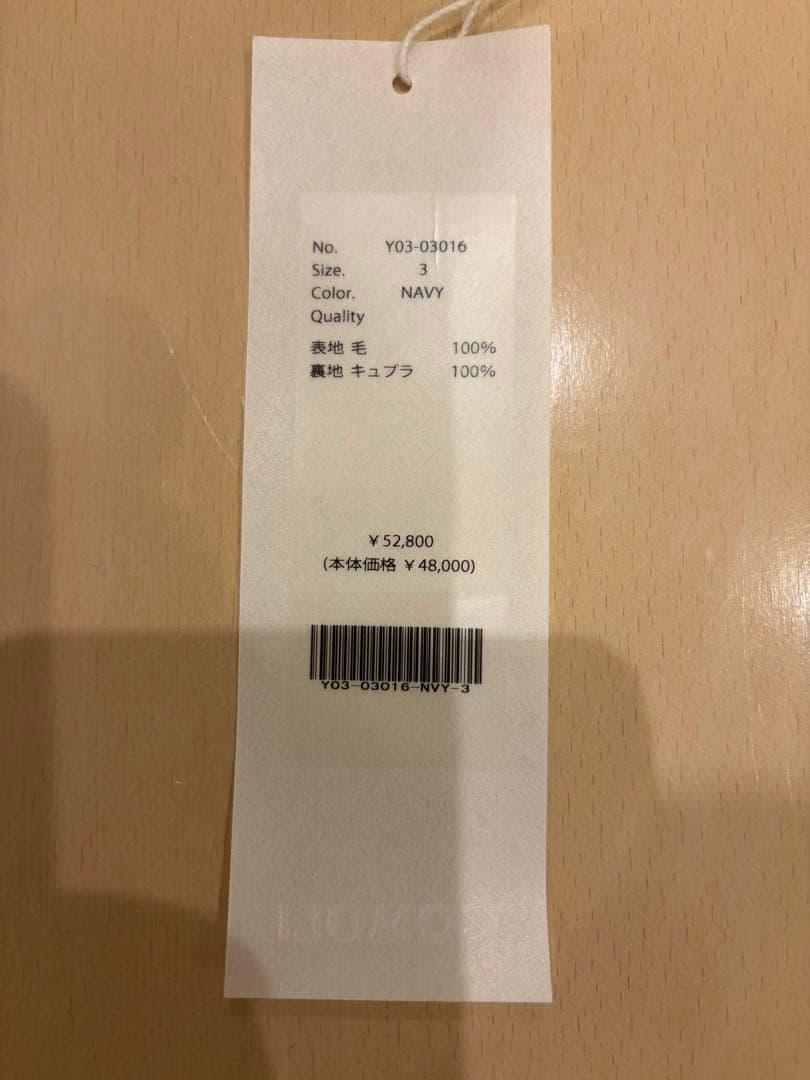 No. Y03-03016
Size. 3
Color. NAVY
Quality
表地 毛 100%
裏地 キュプラ 100%
¥52,800
(本体価格 ¥48,000)
Y03-03016-NVY-3